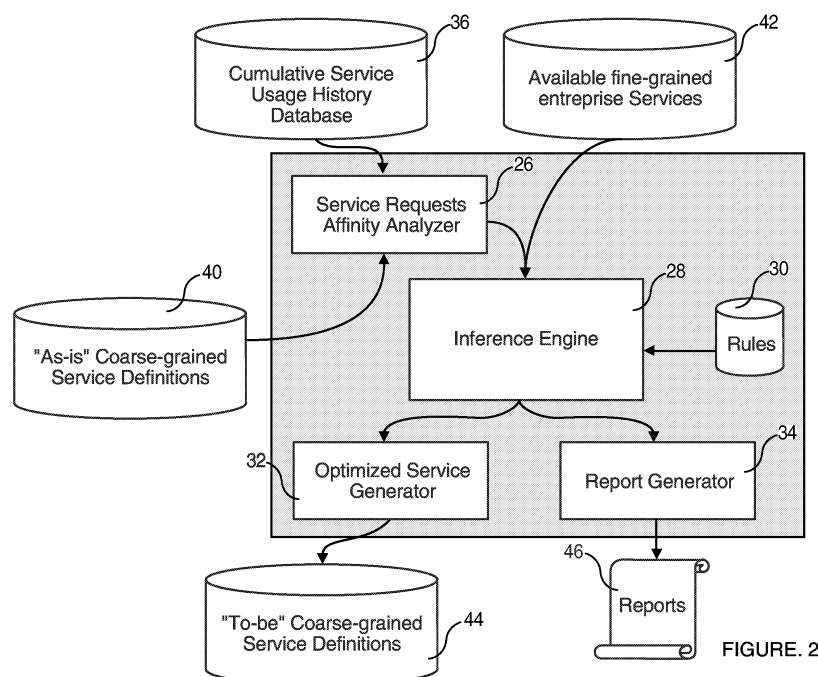 36
42
Cumulative Service
Usage History
Database
Available fine-grained
entreprise Services
26
Service Requests
Affinity Analyzer
40
28
30
"As-is" Coarse-grained
Service Definitions
Inference Engine
Rules
32
34
Optimized Service
Generator
Report Generator
46
"To-be" Coarse-grained
Service Definitions
44
Reports
FIGURE. 2